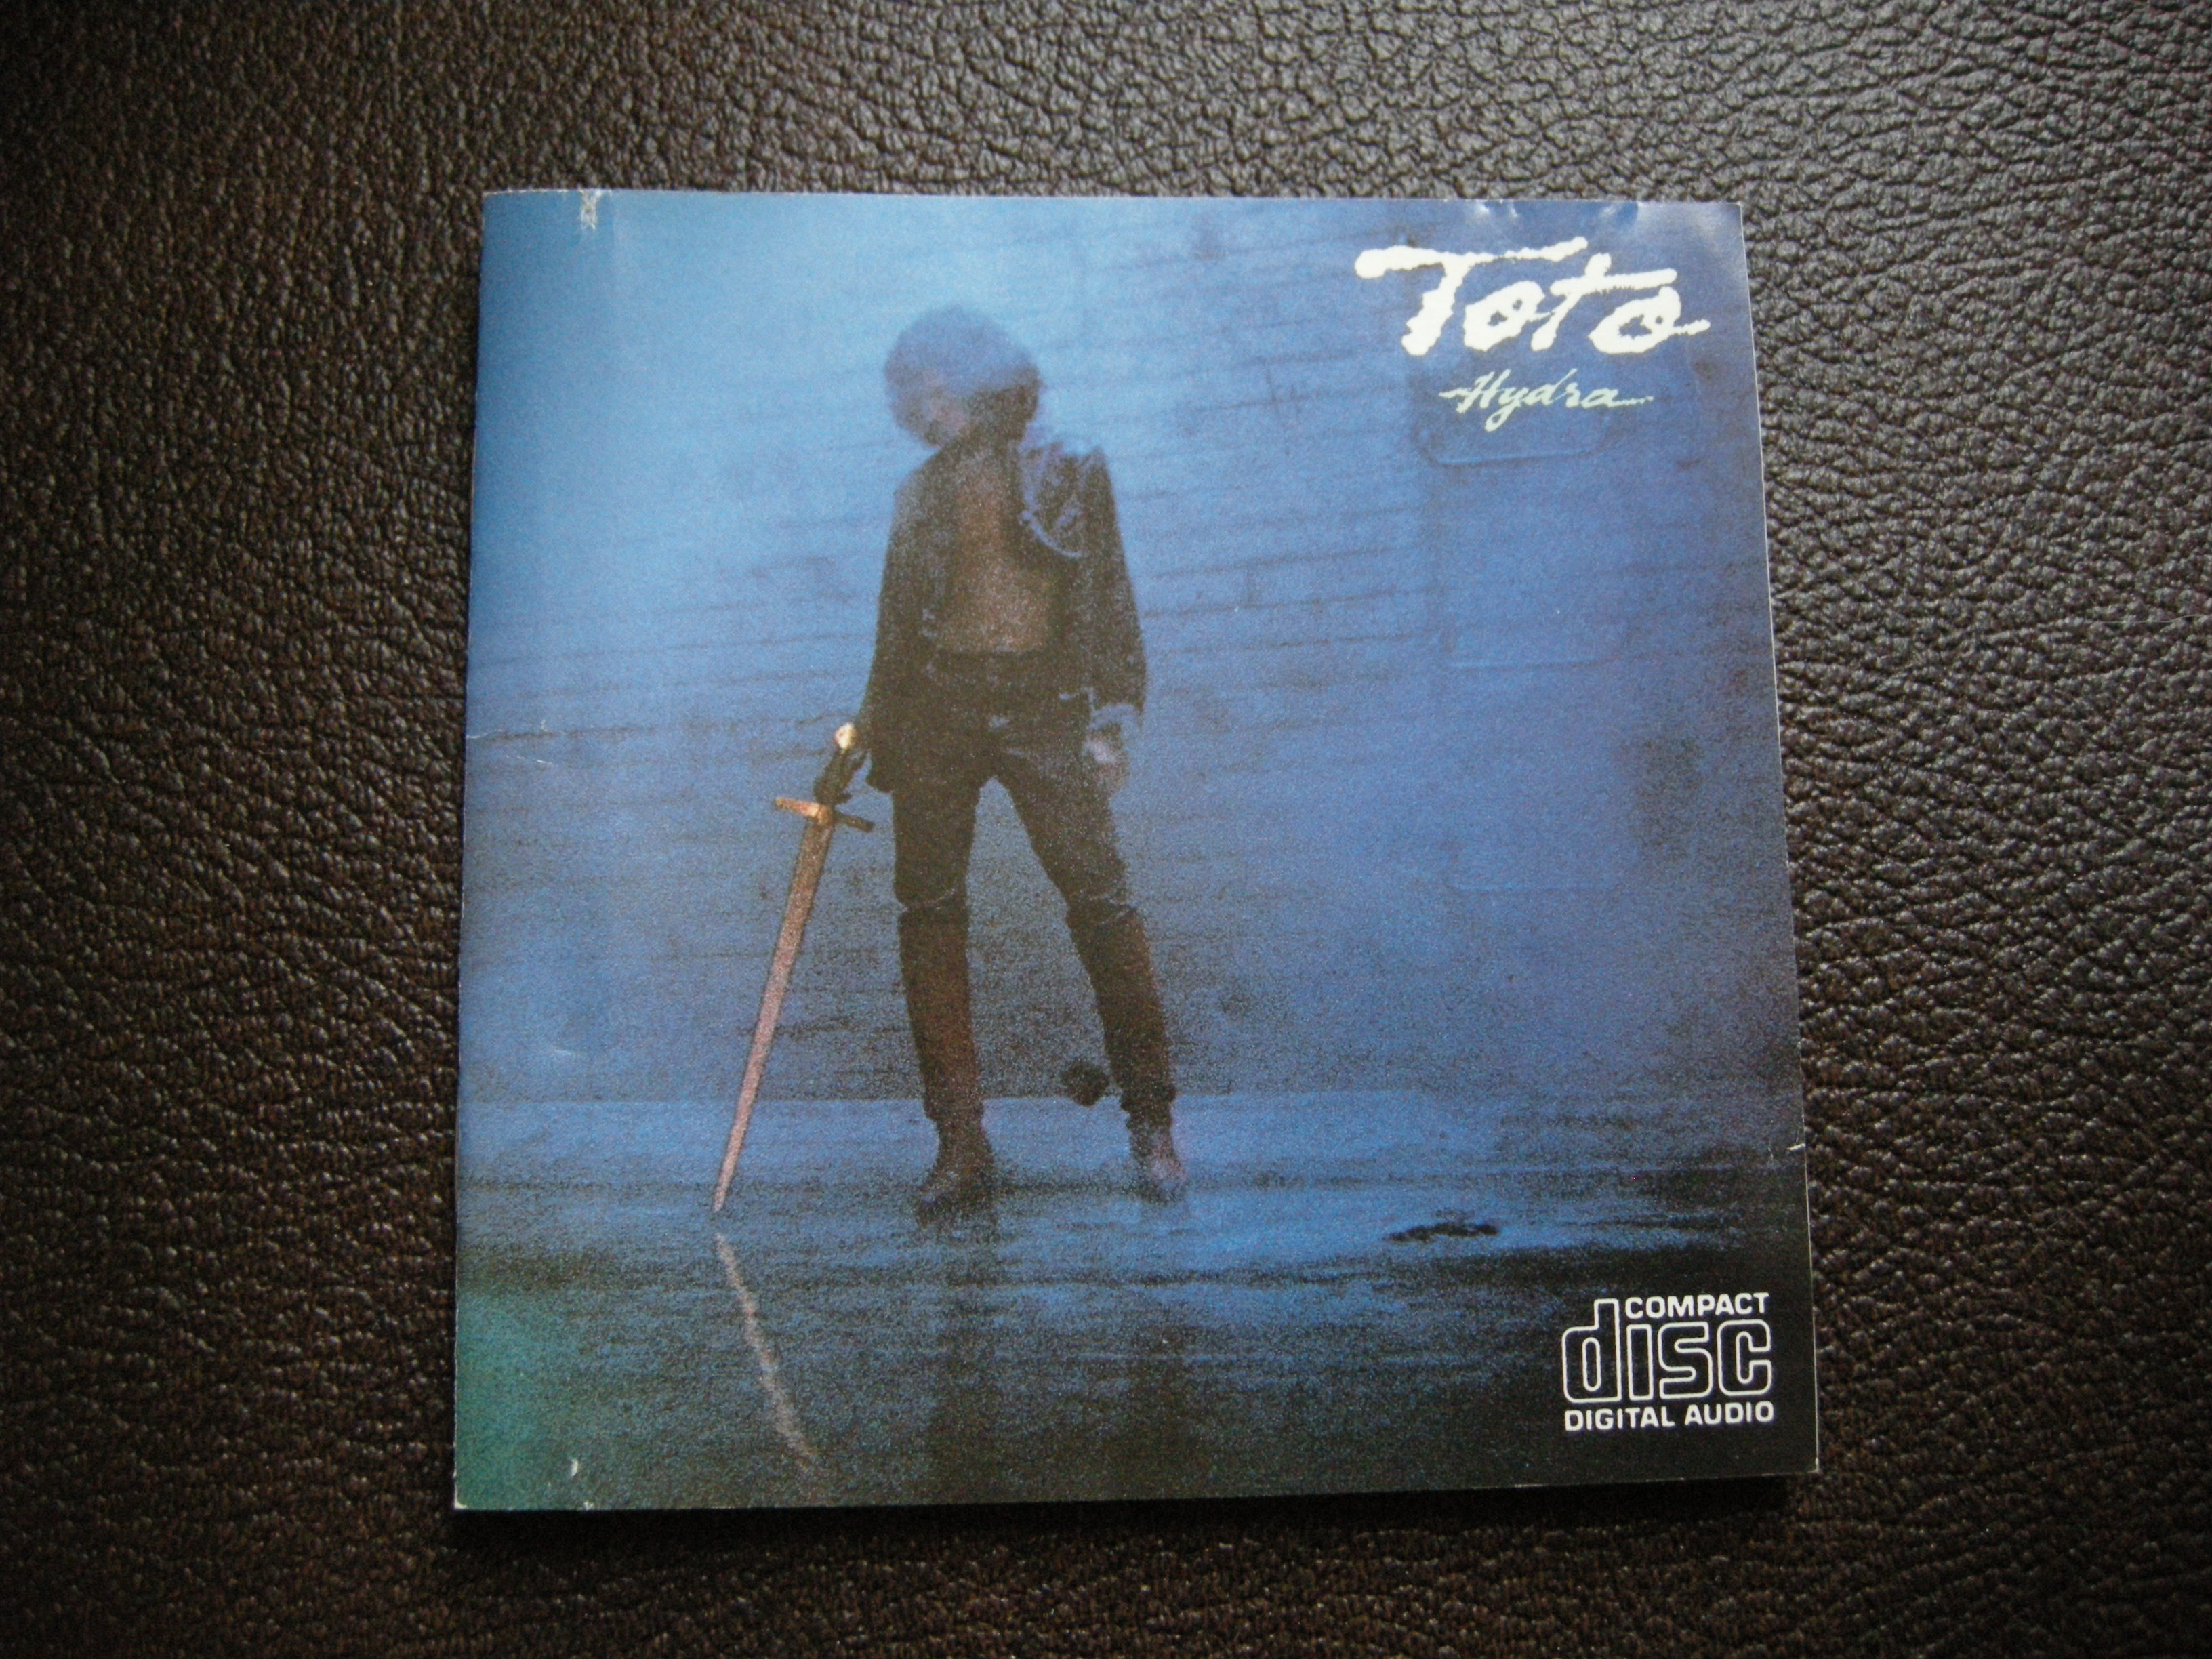 Toto
Hydra
COMPACT
disc
DIGITAL AUDIO